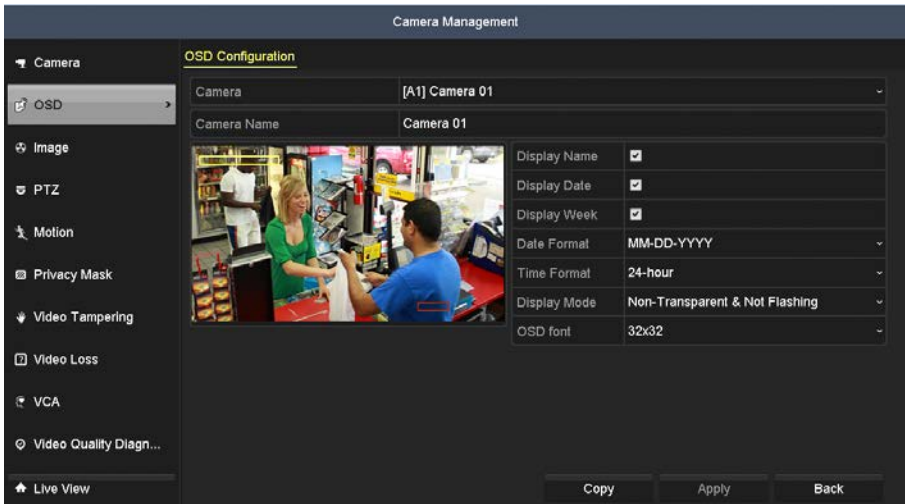 Camera Management
Camera
OSD
Image
PTZ
Motion
Privacy Mask
Video Tampering
Video Loss
VCA
Video Quality Diagn...
Live View
OSD Configuration
Camera [A1] Camera 01
Camera Name Camera 01
Display Name
Display Date
Display Week
Date Format MM-DD-YYYY
Time Format 24-hour
Display Mode Non-Transparent & Not Flashing
OSD font 32x32
Copy Apply Back